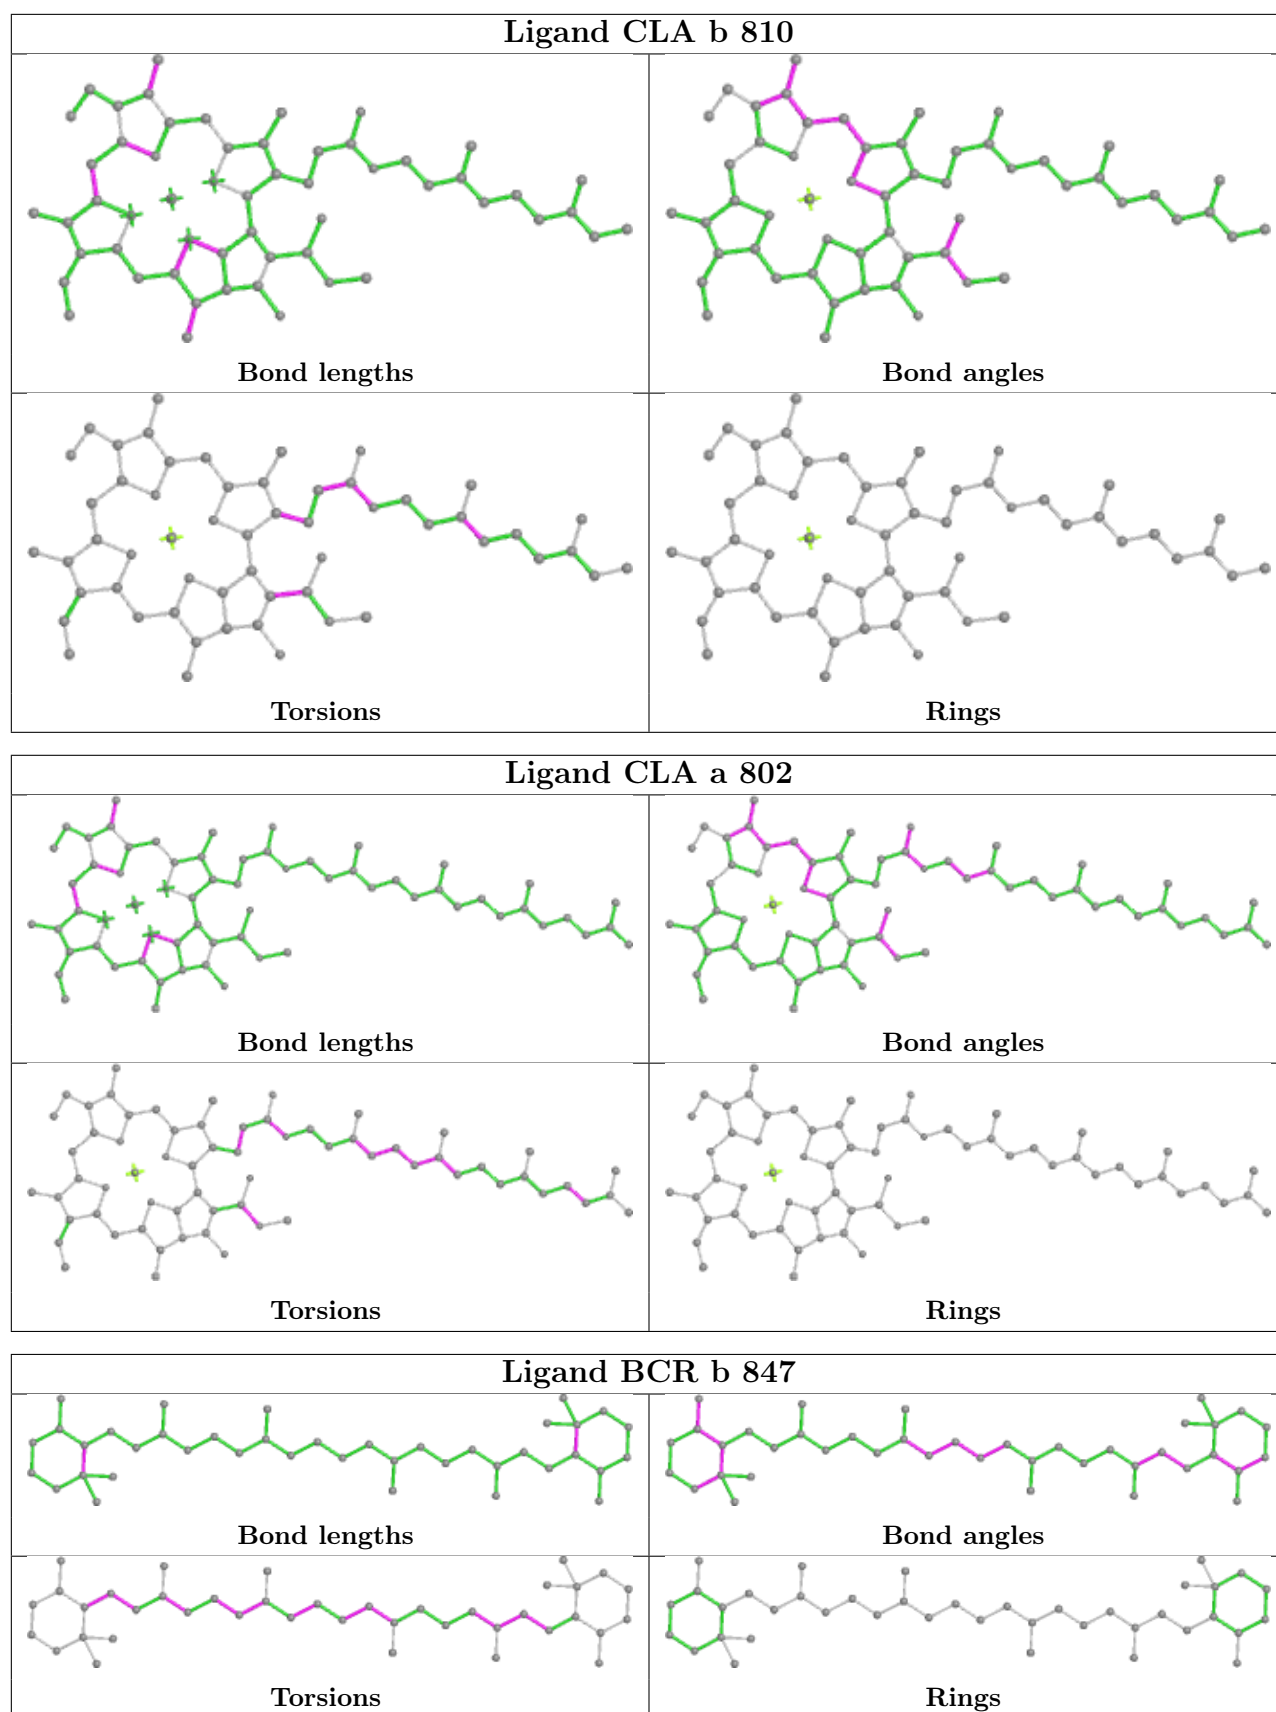 Ligand CLA b 810
Bond lengths
Bond angles
Torsions
Rings
Ligand CLA a 802
Bond lengths
Bond angles
Torsions
Rings
Ligand BCR b 847
Bond lengths
Bond angles
Torsions
Rings